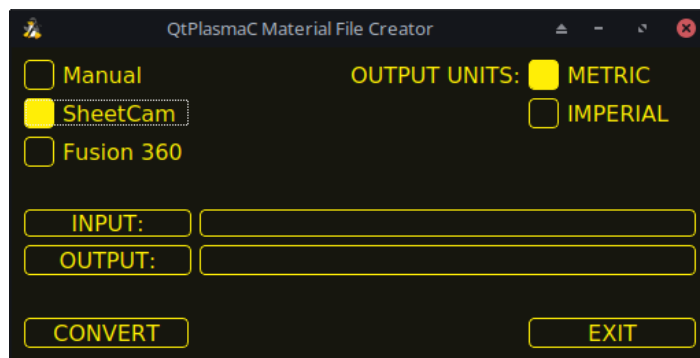 QtPlasmaC Material File Creator
Manual OUTPUT UNITS: METRIC
SheetCam IMPERIAL
Fusion 360
INPUT:
OUTPUT:
CONVERT EXIT